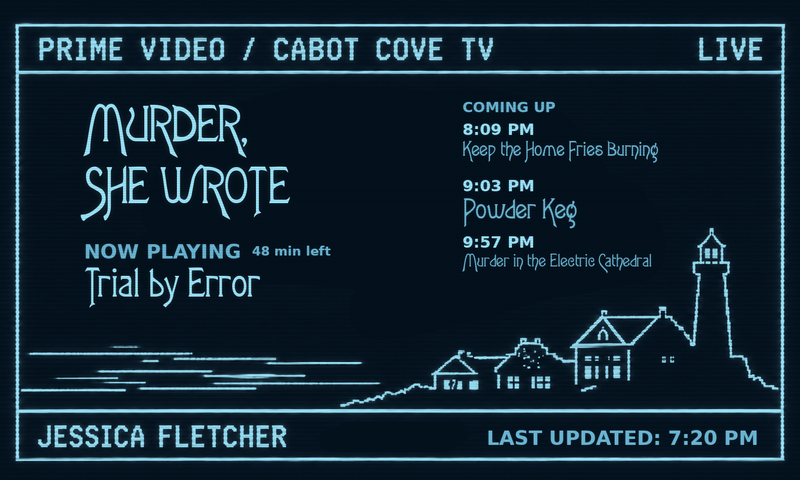 PRIME VIDEO / CABOT COVE TV
LIVE
MURDER,
SHE WROTE
NOW PLAYING 48 min left
Trial by Error
COMING UP
8:09 PM
Keep the Home Fries Burning
9:03 PM
Powder Keg
9:57 PM
Murder in the Electric Cathedral
JESSICA FLETCHER
LAST UPDATED: 7:20 PM